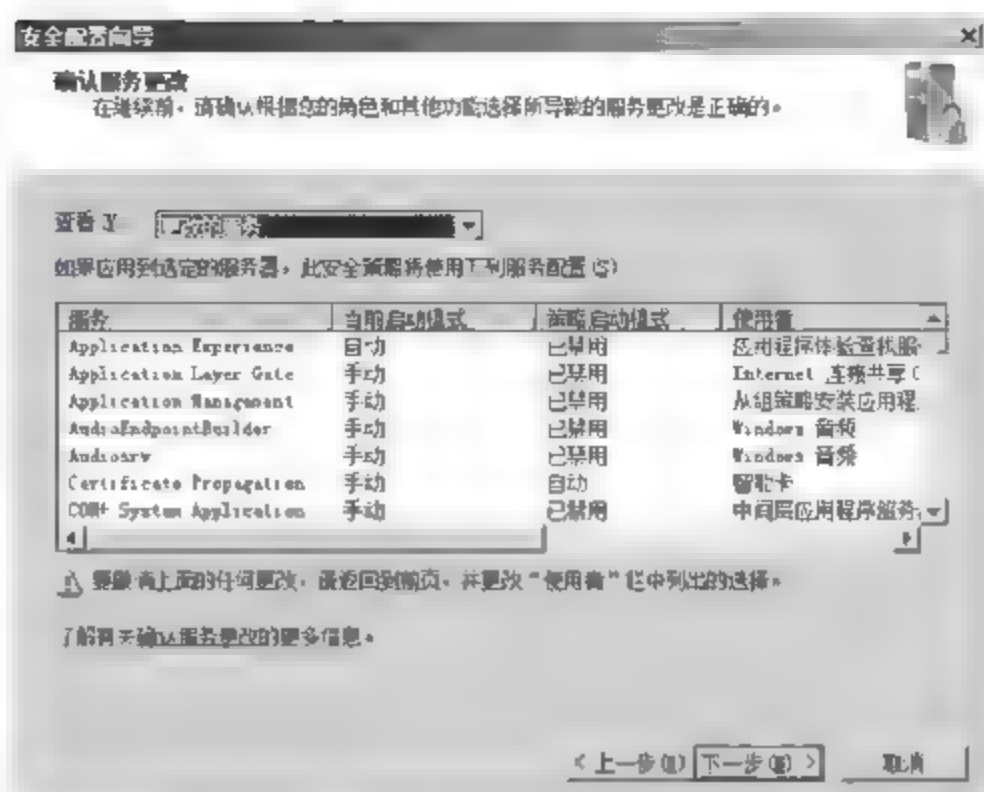 安全配置向导
确认服务更改
在继续前，请确认根据您的角色和其他功能选择所导致的服务更改是正确的。
查看
如果应用到选定的服务器，此安全策略将使用下列服务配置(S)
服务 当前启动模式 策略启动模式 使用者
Application Experience 自动 已禁用 应用程序体验查找服
Application Layer Gate 手动 已禁用 Internet 连接共享(
Application Management 手动 已禁用 从组策略安装应用程
AudioEndpointBuilder 手动 已禁用 Windows 音频
Audiosrv 手动 已禁用 Windows 音频
Certificate Propagation 手动 自动 智能卡
COM+ System Application 手动 已禁用 中间层应用程序服务
要取消上面的任何更改，请返回到前页，并更改“使用者”栏中列出的选择。
了解有关确认服务更改的更多信息。
<上一步(B) 下一步(N)> 取消